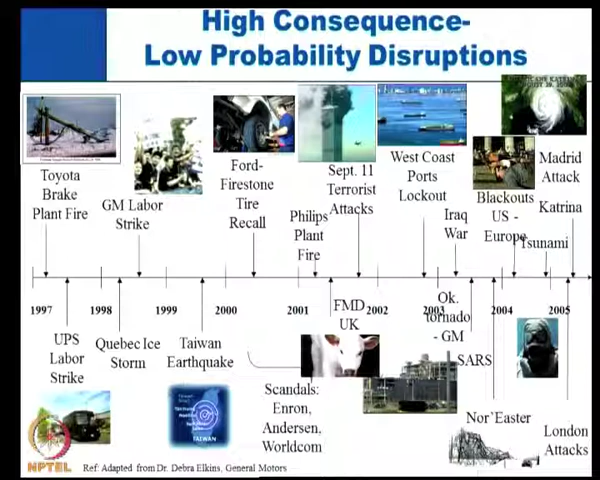 High Consequence-
Low Probability Disruptions
Toyota
Brake
Plant Fire
GM Labor
Strike
Ford-
Firestone
Tire
Recall
Philips
Plant
Fire
Sept. 11
Terrorist
Attacks
West Coast
Ports
Lockout
Iraq
War
Blackouts
US -
Europe
Madrid
Attack
Katrina
Tsunami
1997
1998
1999
2000
2001
2002
2003
2004
2005
UPS
Labor
Strike
Quebec Ice
Storm
Taiwan
Earthquake
TAIWAN
Scandals:
Enron,
Andersen,
Worldcom
FMD
UK
Ok.
Tornado
- GM
SARS
Nor'Easter
London
Attacks
NPTEL
Ref: Adapted from Dr. Debra Elkins, General Motors